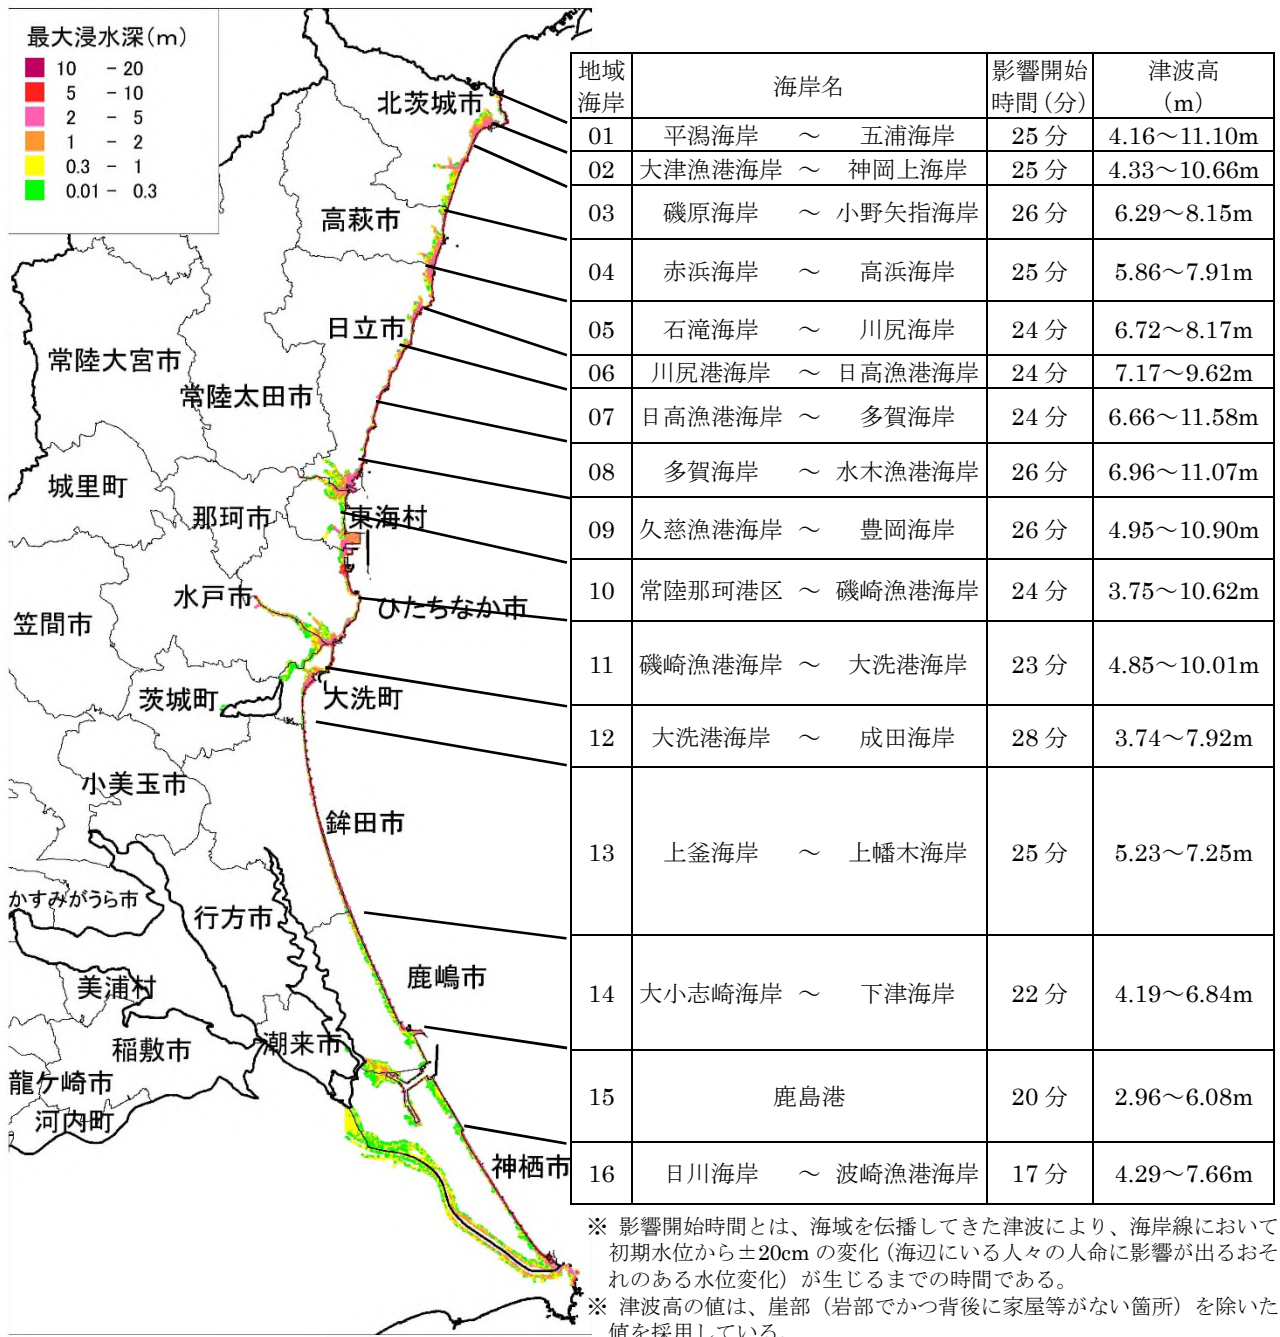 最大浸水深(m)
10 - 20
5 - 10
2 - 5
1 - 2
0.3 - 1
0.01 - 0.3
北茨城市
高萩市
日立市
常陸大宮市
常陸太田市
城里町
那珂市
東海村
水戸市
ひたちなか市
笠間市
茨城町
大洗町
小美玉市
鉾田市
かすみがうら市
行方市
鹿嶋市
美浦村
稲敷市
潮来市
龍ケ崎市
河内町
神栖市
地域海岸 海岸名 影響開始時間(分) 津波高(m)
01 平潟海岸 ～ 五浦海岸 25分 4.16～11.10m
02 大津漁港海岸 ～ 神岡上海岸 25分 4.33～10.66m
03 磯原海岸 ～ 小野矢指海岸 26分 6.29～8.15m
04 赤浜海岸 ～ 高浜海岸 25分 5.86～7.91m
05 石滝海岸 ～ 川尻海岸 24分 6.72～8.17m
06 川尻港海岸 ～ 日高漁港海岸 24分 7.17～9.62m
07 日高漁港海岸 ～ 多賀海岸 24分 6.66～11.58m
08 多賀海岸 ～ 水木漁港海岸 26分 6.96～11.07m
09 久慈漁港海岸 ～ 豊岡海岸 26分 4.95～10.90m
10 常陸那珂港区 ～ 磯崎漁港海岸 24分 3.75～10.62m
11 磯崎漁港海岸 ～ 大洗港海岸 23分 4.85～10.01m
12 大洗港海岸 ～ 成田海岸 28分 3.74～7.92m
13 上釜海岸 ～ 上幡木海岸 25分 5.23～7.25m
14 大小志崎海岸 ～ 下津海岸 22分 4.19～6.84m
15 鹿島港 20分 2.96～6.08m
16 日川海岸 ～ 波崎漁港海岸 17分 4.29～7.66m
※ 影響開始時間とは、海域を伝播してきた津波により、海岸線において
初期水位から±20cmの変化(海辺にいる人々の人命に影響が出るおそ
れのある水位変化)が生じるまでの時間である。
※ 津波高の値は、崖部(岩部でかつ背後に家屋等がない箇所)を除いた
値を採用している。